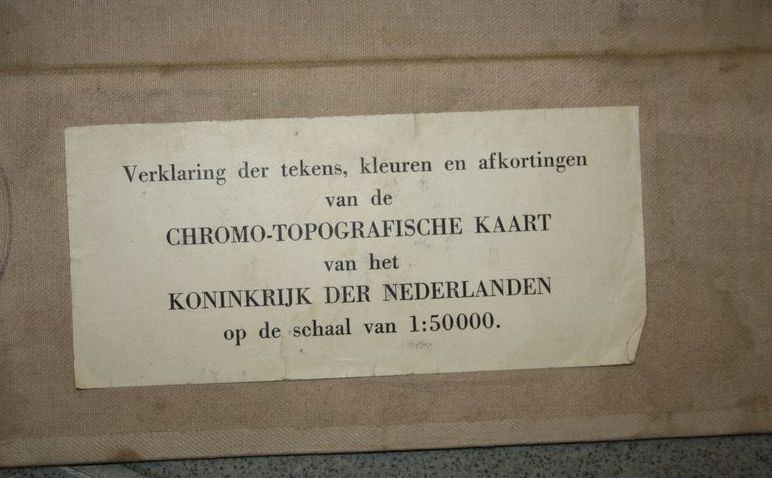 Verklaring der tekens, kleuren en afkortingen
van de
CHROMO-TOPOGRAFISCHE KAART
van het
KONINKRIJK DER NEDERLANDEN
op de schaal van 1:50000.